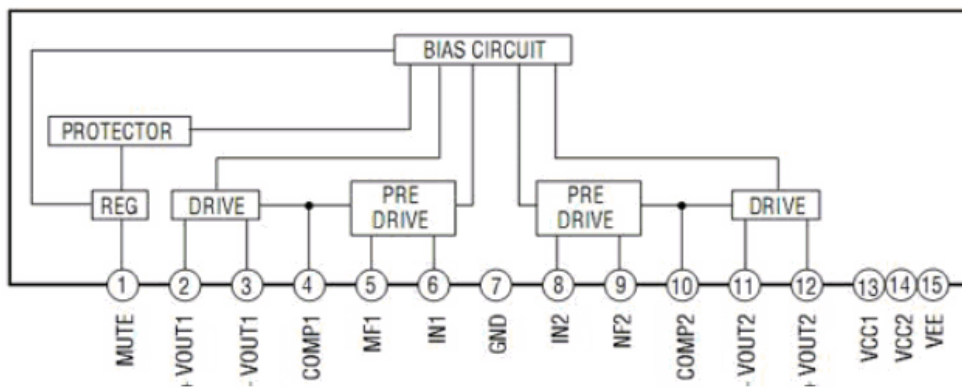 BIAS CIRCUIT
PROTECTOR
REG
DRIVE
PRE
DRIVE
PRE
DRIVE
DRIVE
1
2
3
4
5
6
7
8
9
10
11
12
13
14
15
MUTE
+ VOUT1
- VOUT1
COMP1
MF1
IN1
GND
IN2
NF2
COMP2
- VOUT2
+ VOUT2
VCC1
VCC2
VEE